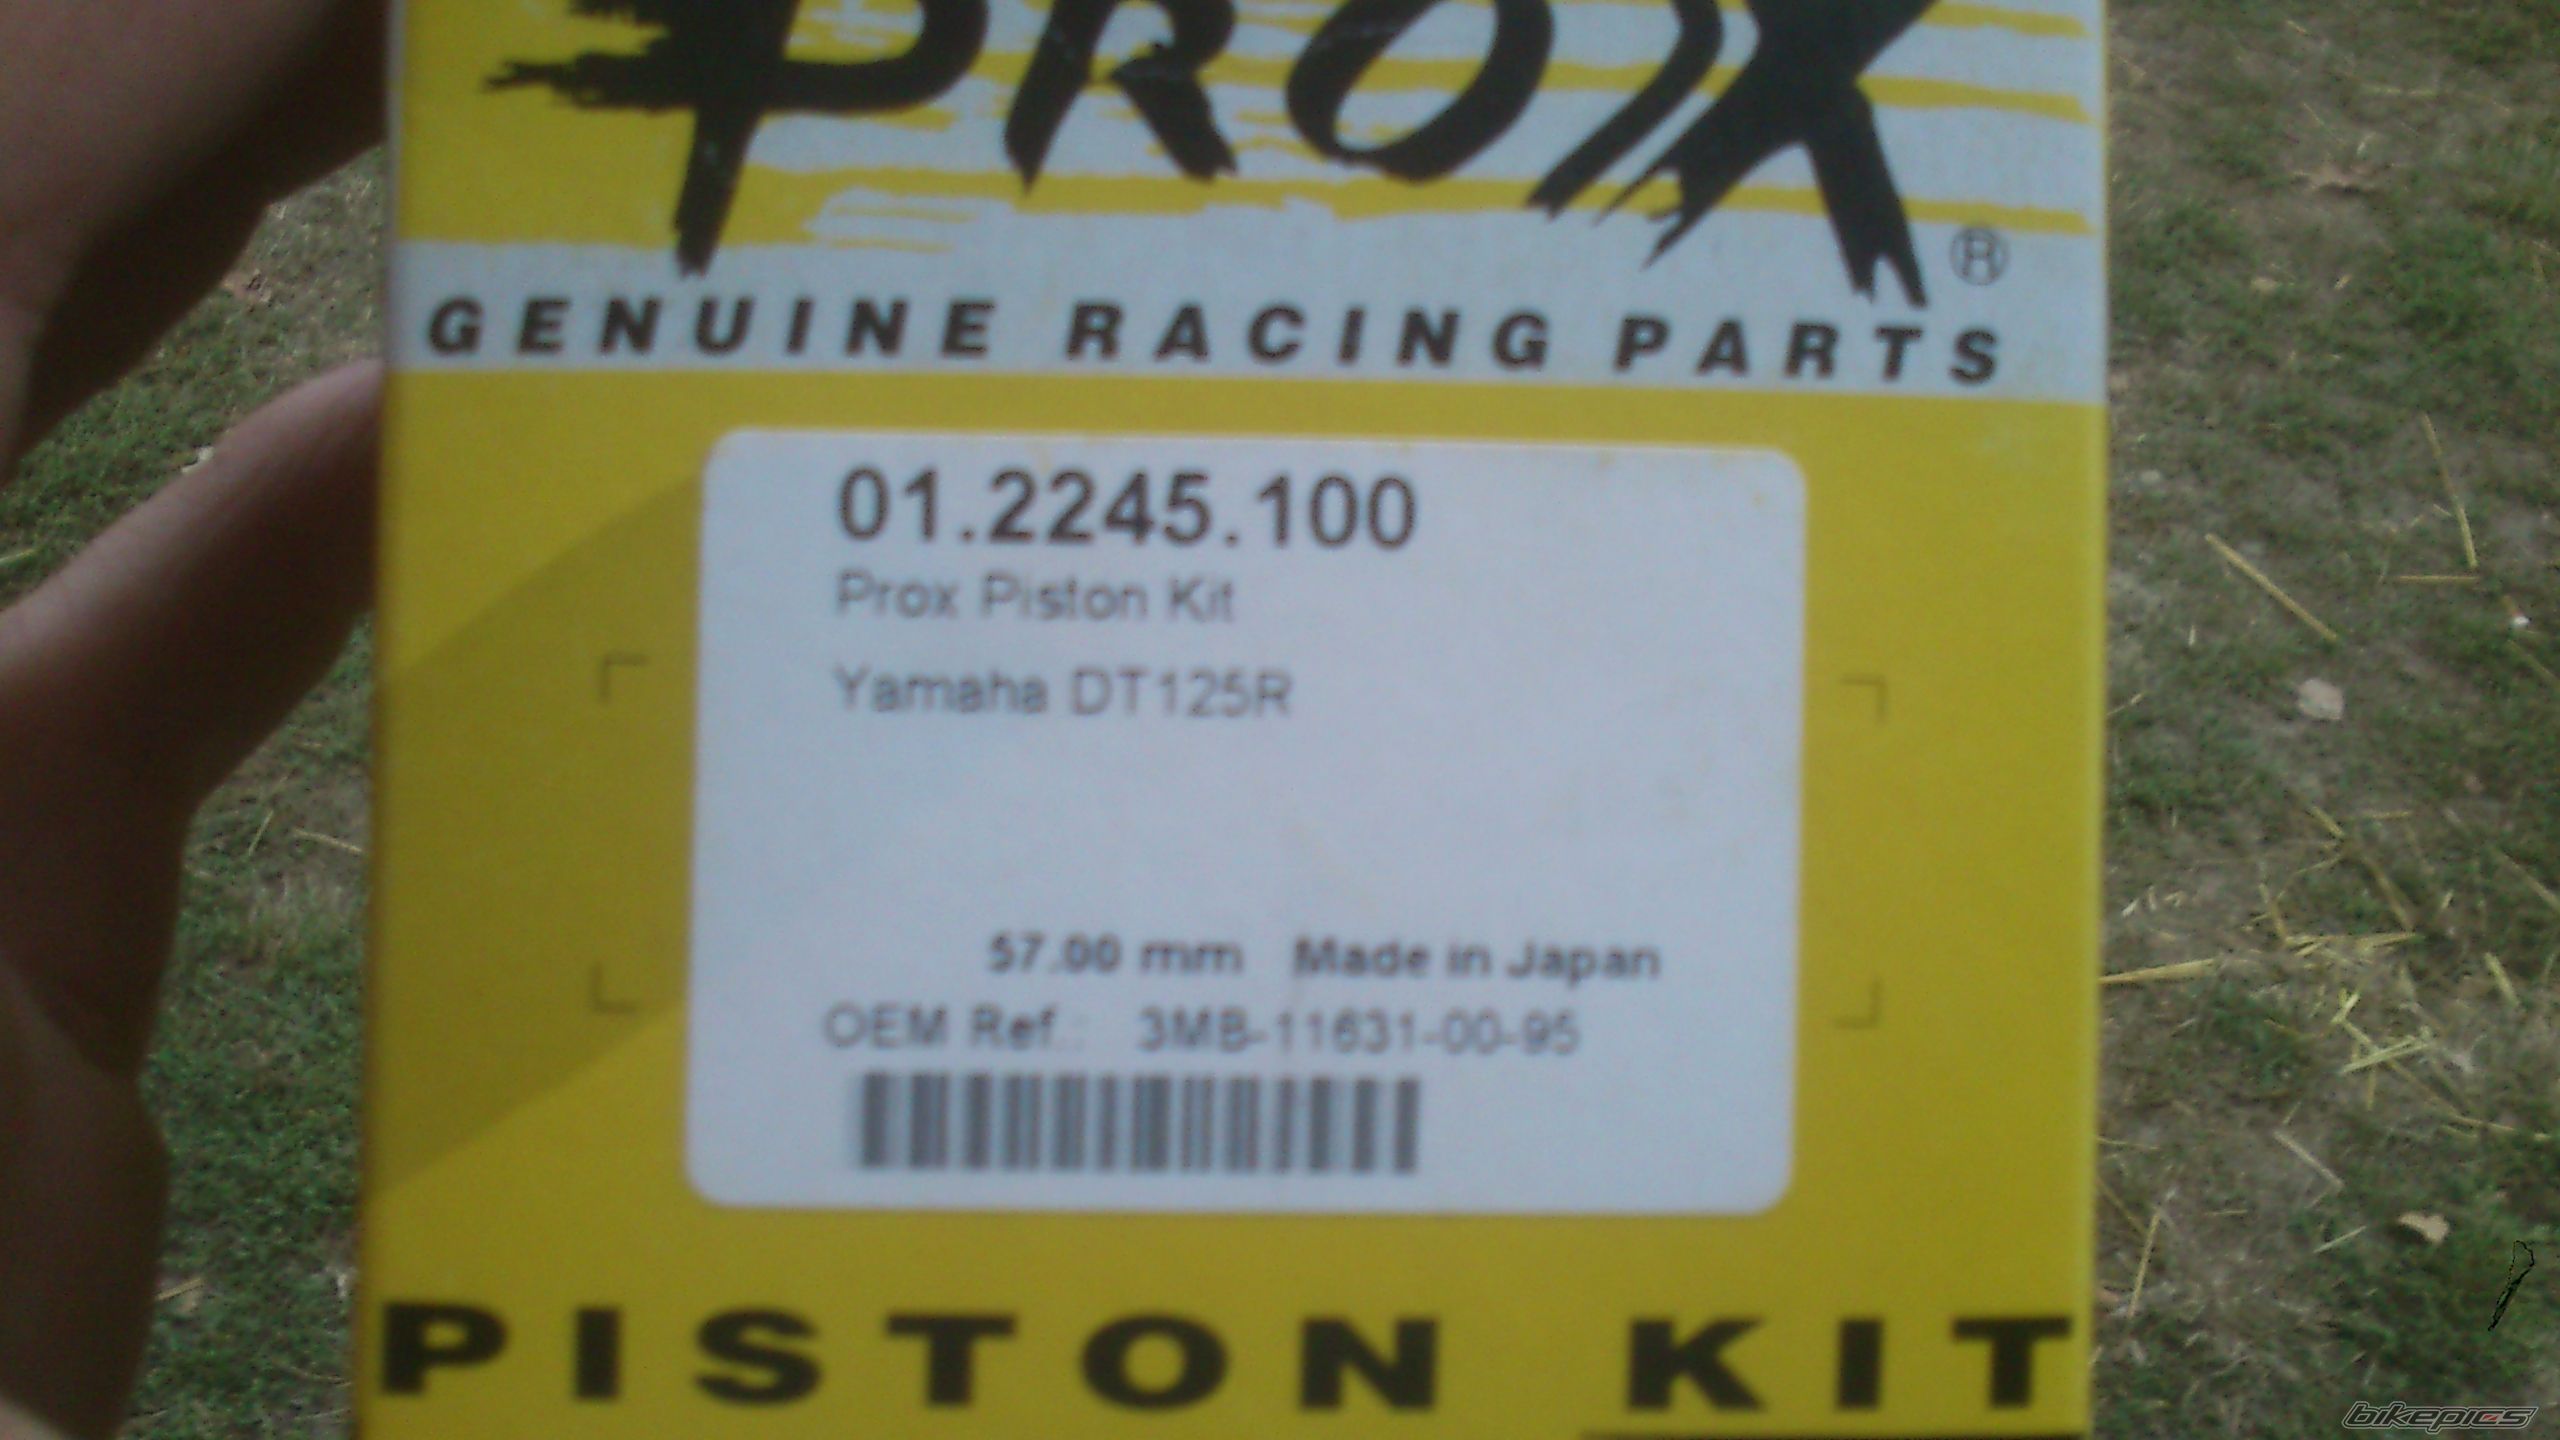 PROX ®
GENUINE RACING PARTS
01.2245.100
Prox Piston Kit
Yamaha DT125R
57.00 mm Made in Japan
OEM Ref.: 3MB-11631-00-95
PISTON KIT
bikepics